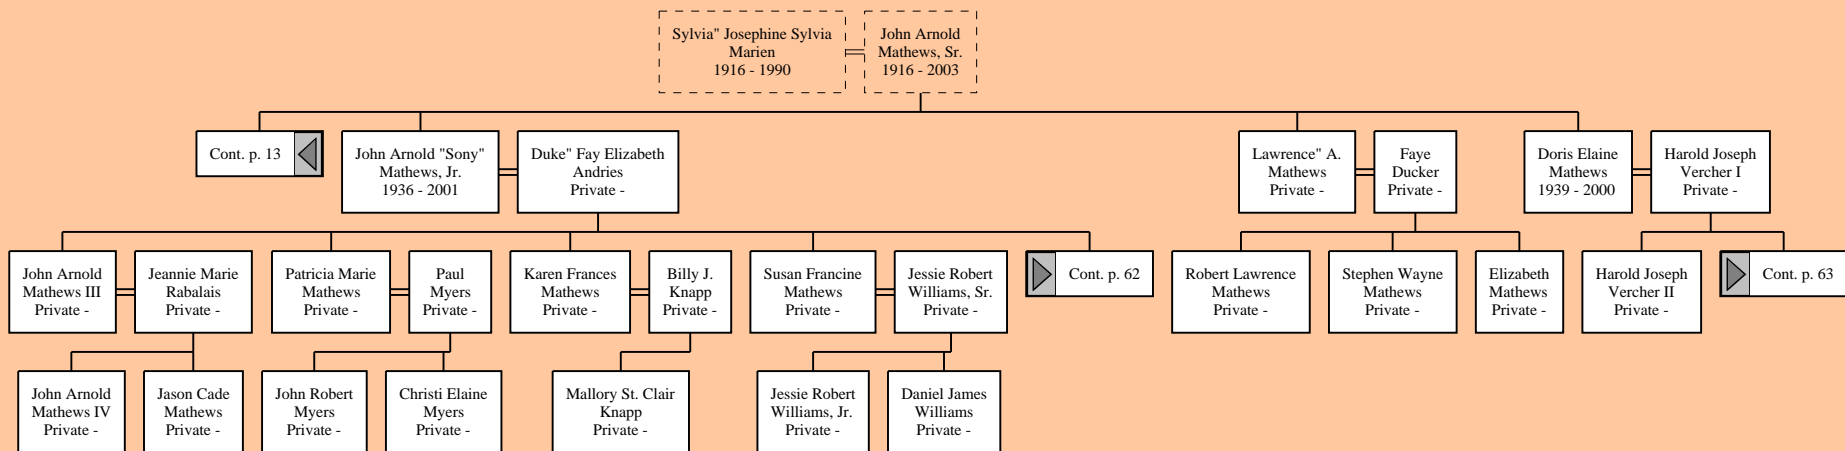 Sylvia" Josephine Sylvia
Marien
1916 - 1990
John Arnold
Mathews, Sr.
1916 - 2003
Cont. p. 13
John Arnold "Sony"
Mathews, Jr.
1936 - 2001
Duke" Fay Elizabeth
Andries
Private -
Lawrence" A.
Mathews
Private -
Faye
Ducker
Private -
Doris Elaine
Mathews
1939 - 2000
Harold Joseph
Vercher I
Private -
John Arnold
Mathews III
Private -
Jeannie Marie
Rabalais
Private -
Patricia Marie
Mathews
Private -
Paul
Myers
Private -
Karen Frances
Mathews
Private -
Billy J.
Knapp
Private -
Susan Francine
Mathews
Private -
Jessie Robert
Williams, Sr.
Private -
Cont. p. 62
Robert Lawrence
Mathews
Private -
Stephen Wayne
Mathews
Private -
Elizabeth
Mathews
Private -
Harold Joseph
Vercher II
Private -
Cont. p. 63
John Arnold
Mathews IV
Private -
Jason Cade
Mathews
Private -
John Robert
Myers
Private -
Christi Elaine
Myers
Private -
Mallory St. Clair
Knapp
Private -
Jessie Robert
Williams, Jr.
Private -
Daniel James
Williams
Private -